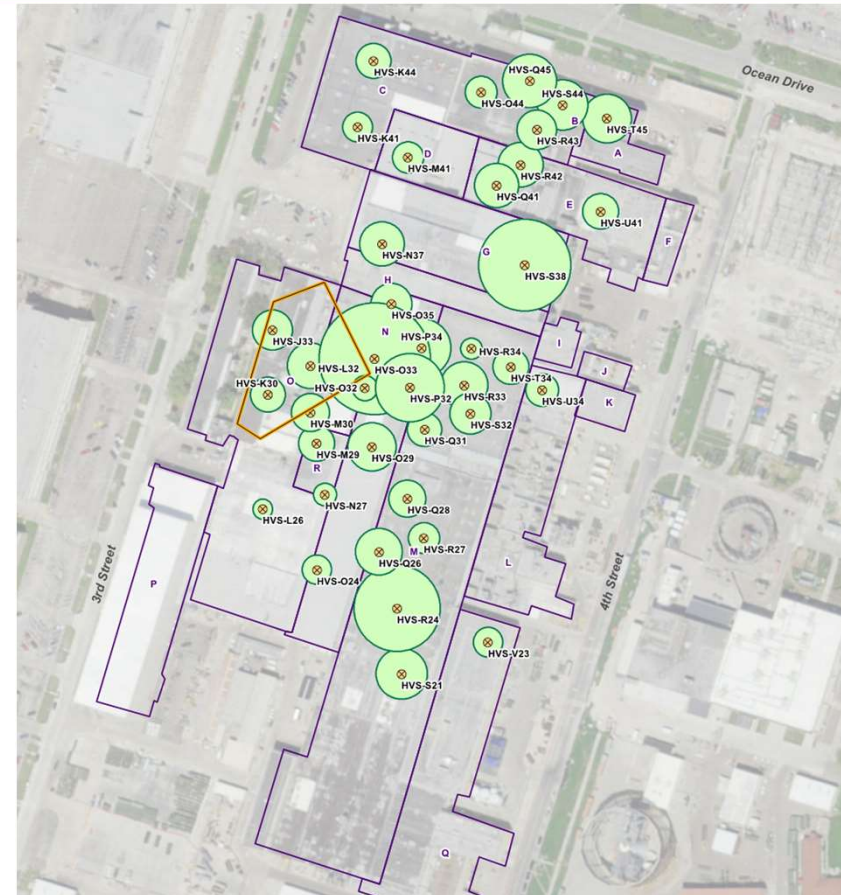 Ocean Drive
HVS-Q45
HVS-K44
C
HVS-S44
HVS-O44
B
HVS-T45
HVS-R43
HVS-K41
D
A
HVS-M41
HVS-R42
HVS-Q41
E
HVS-U41
F
HVS-N37
G
HVS-S38
H
HVS-O35
N
HVS-J33
HVS-P34
I
HVS-R34
HVS-L32
HVS-O33
J
HVS-T34
O
HVS-K30
HVS-O32
HVS-P32
HVS-R33
HVS-U34
K
HVS-M30
HVS-S32
HVS-Q31
HVS-M29
HVS-O29
R
HVS-N27
HVS-Q28
HVS-L26
HVS-R27
M
HVS-Q26
L
HVS-O24
P
3rd Street
4th Street
HVS-R24
HVS-V23
HVS-S21
Q